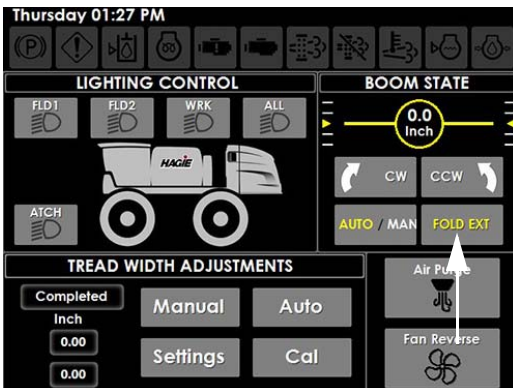 Thursday 01:27 PM
(P)
LIGHTING CONTROL
FLD1 FLD2 WRK ALL
HAGIE
ATCH
BOOM STATE
0.0
Inch
CW CCW
AUTO / MAN FOLD EXT
TREAD WIDTH ADJUSTMENTS
Completed
Inch
0.00
0.00
Manual Auto
Settings Cal
Air Purge
Fan Reverse